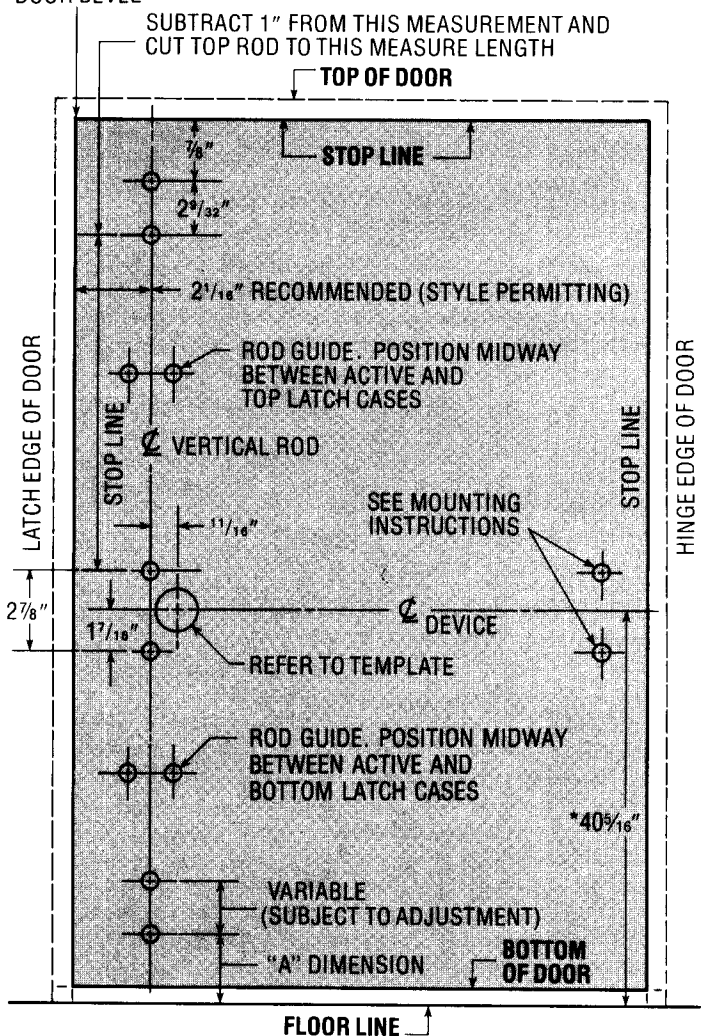 SUBTRACT 1" FROM THIS MEASUREMENT AND
CUT TOP ROD TO THIS MEASURE LENGTH
TOP OF DOOR
7/8"
STOP LINE
2 9/32"
2 1/16" RECOMMENDED (STYLE PERMITTING)
ROD GUIDE. POSITION MIDWAY
BETWEEN ACTIVE AND
TOP LATCH CASES
LATCH EDGE OF DOOR
STOP LINE
℄ VERTICAL ROD
STOP LINE
HINGE EDGE OF DOOR
SEE MOUNTING
INSTRUCTIONS
11/16"
2 7/8"
1 7/16"
℄ DEVICE
REFER TO TEMPLATE
ROD GUIDE. POSITION MIDWAY
BETWEEN ACTIVE AND
BOTTOM LATCH CASES
*40 5/16"
VARIABLE
(SUBJECT TO ADJUSTMENT)
"A" DIMENSION
BOTTOM
OF DOOR
FLOOR LINE